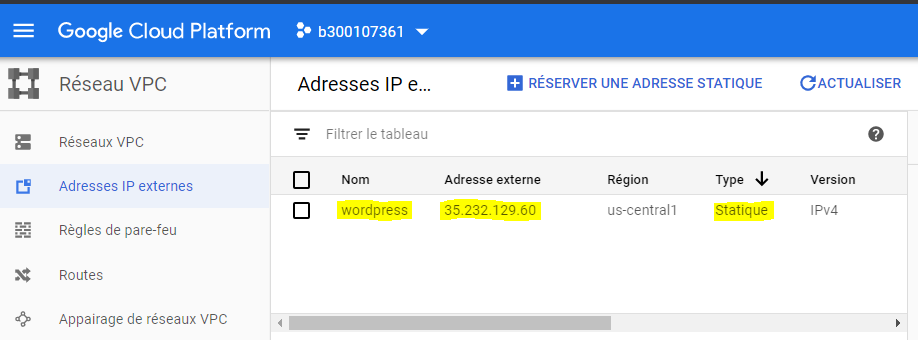 Google Cloud Platform b300107361
Réseau VPC
Adresses IP e... RÉSERVER UNE ADRESSE STATIQUE ACTUALISER
Filtrer le tableau
Réseaux VPC
Adresses IP externes
Règles de pare-feu
Routes
Appairage de réseaux VPC
Nom Adresse externe Région Type Version
wordpress 35.232.129.60 us-central1 Statique IPv4